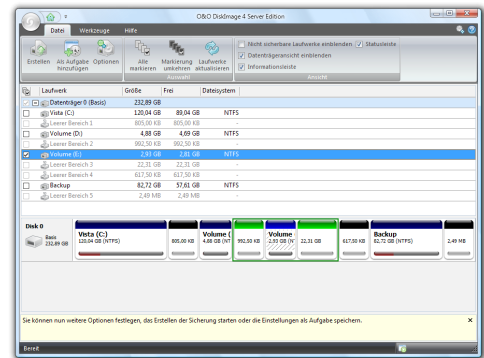 O&O DiskImage 4 Server Edition
Datei Werkzeuge Hilfe
Erstellen Als Aufgabe hinzufügen Optionen Alle markieren Markierung umkehren Laufwerke aktualisieren
Nicht sicherbare Laufwerke einblenden Statusleiste
Datenträgeransicht einblenden
Informationsleiste
Auswahl Ansicht
Laufwerk Größe Frei Dateisystem
Datenträger 0 (Basis) 232,89 GB
Vista (C:) 120,04 GB 89,04 GB NTFS
Leerer Bereich 1 805,00 KB 805,00 KB -
Volume (D:) 4,88 GB 4,69 GB NTFS
Leerer Bereich 2 992,50 KB 992,50 KB -
Volume (E:) 2,93 GB 2,81 GB NTFS
Leerer Bereich 3 22,31 GB 22,31 GB -
Leerer Bereich 4 617,50 KB 617,50 KB -
Backup 82,72 GB 57,61 GB NTFS
Leerer Bereich 5 2,49 MB 2,49 MB -
Disk 0
Basis
232,89 GB
Vista (C:)
120,04 GB (NTFS)
805,00 KB
Volume (
4,88 GB (NT
992,50 KB
Volume
2,93 GB (N
22,31 GB
617,50 KB
Backup
82,72 GB (NTFS)
2,49 MB
Sie können nun weitere Optionen festlegen, das Erstellen der Sicherung starten oder die Einstellungen als Aufgabe speichern.
Bereit